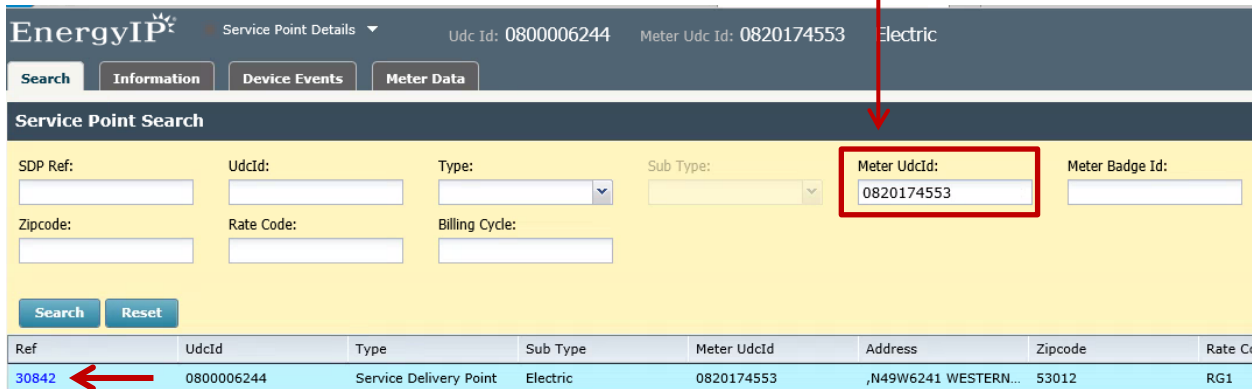 EnergyIP Service Point Details Udc Id: 0800006244 Meter Udc Id: 0820174553 Electric
Search Information Device Events Meter Data
Service Point Search
SDP Ref: UdcId: Type: Sub Type: Meter UdcId: Meter Badge Id:
0820174553
Zipcode: Rate Code: Billing Cycle:
Search Reset
Ref UdcId Type Sub Type Meter UdcId Address Zipcode Rate Co
30842 0800006244 Service Delivery Point Electric 0820174553 ,N49W6241 WESTERN... 53012 RG1